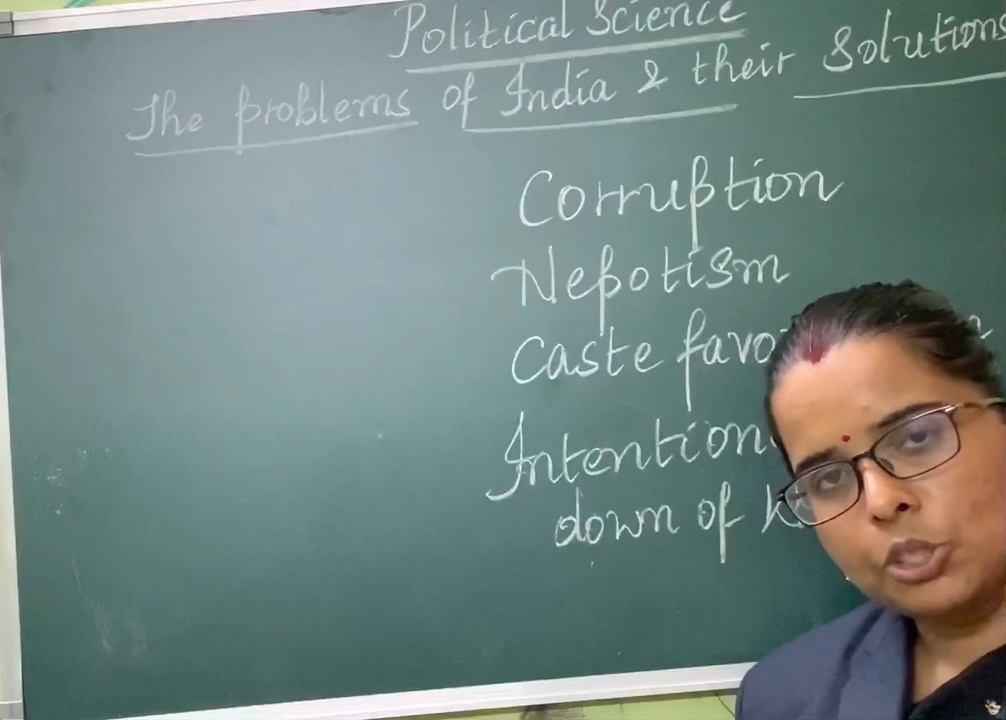 Political Science
The problems of India & their Solutions
Corruption
Nepotism
Caste
Intention
down of